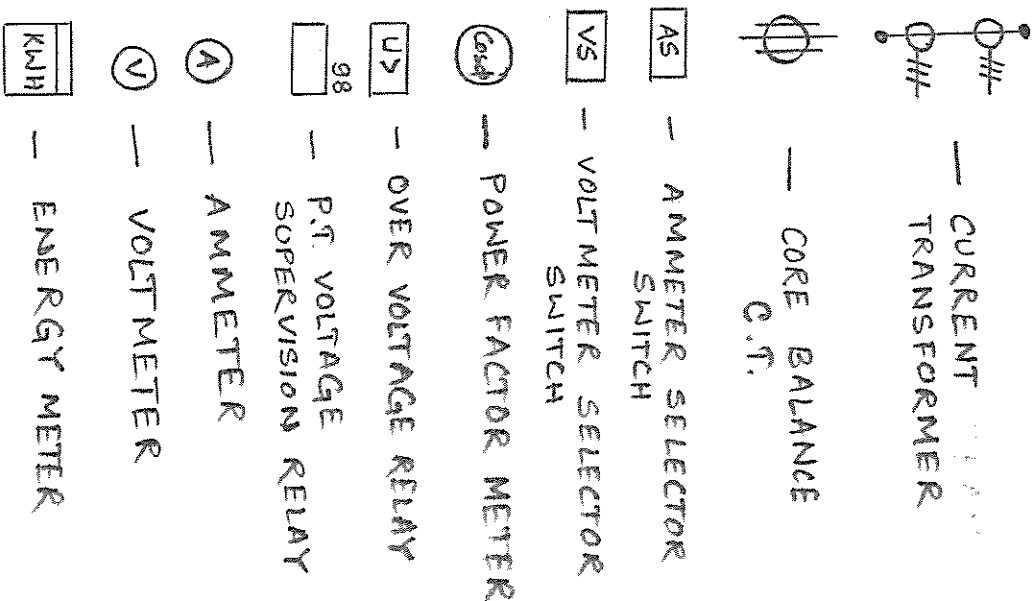 — CURRENT
TRANSFORMER
— CORE BALANCE
C.T.
AS — AMMETER SELECTOR
SWITCH
VS — VOLTMETER SELECTOR
SWITCH
Cosϕ — POWER FACTOR METER
U> — OVER VOLTAGE RELAY
98 — P.T. VOLTAGE
SUPERVISION RELAY
A — AMMETER
V — VOLTMETER
KWH — ENERGY METER